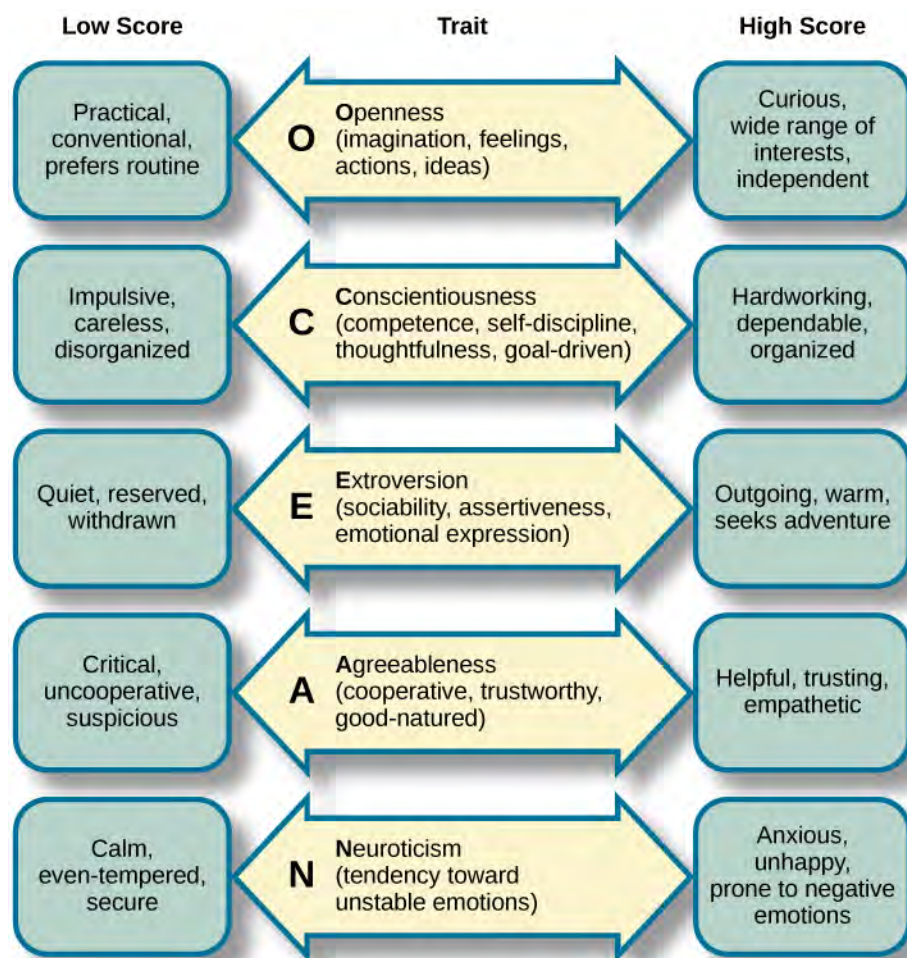 Low Score
Trait
High Score
Practical,
conventional,
prefers routine
O
Openness
(imagination, feelings,
actions, ideas)
Curious,
wide range of
interests,
independent
Impulsive,
careless,
disorganized
C
Conscientiousness
(competence, self-discipline,
thoughtfulness, goal-driven)
Hardworking,
dependable,
organized
Quiet, reserved,
withdrawn
E
Extroversion
(sociability, assertiveness,
emotional expression)
Outgoing, warm,
seeks adventure
Critical,
uncooperative,
suspicious
A
Agreeableness
(cooperative, trustworthy,
good-natured)
Helpful, trusting,
empathetic
Calm,
even-tempered,
secure
N
Neuroticism
(tendency toward
unstable emotions)
Anxious,
unhappy,
prone to negative
emotions